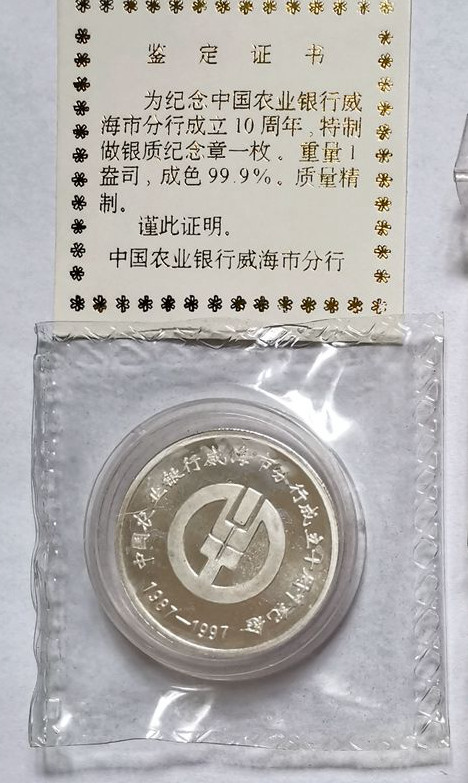 鉴定证书
为纪念中国农业银行威
海市分行成立10周年,特制
做银质纪念章一枚。重量1
盎司,成色99.9%。质量精
制。
谨此证明。
中国农业银行威海市分行
中国农业银行威海市分行成立十周年纪念
1987—1997